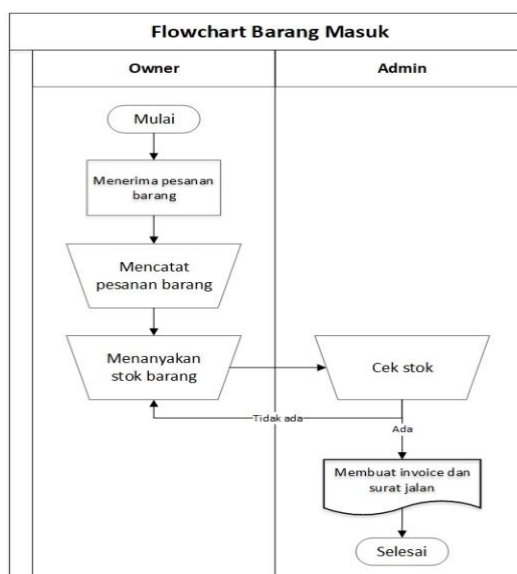 Flowchart Barang Masuk
Owner
Admin
Mulai
Menerima pesanan
barang
Mencatat
pesanan barang
Menanyakan
stok barang
Cek stok
Tidak ada
Ada
Membuat invoice dan
surat jalan
Selesai